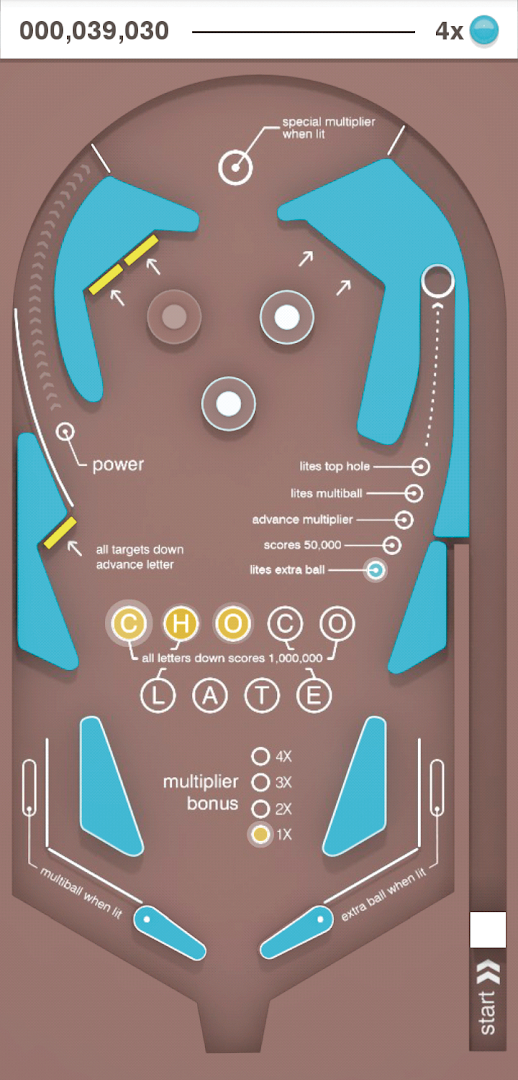 000,039,030
4x
special multiplier
when lit
power
lites top hole
lites multiball
advance multiplier
scores 50,000
lites extra ball
all targets down
advance letter
C H O C O
all letters down scores 1,000,000
L A T E
multiplier
bonus
4X
3X
2X
1X
multiball when lit
extra ball when lit
start